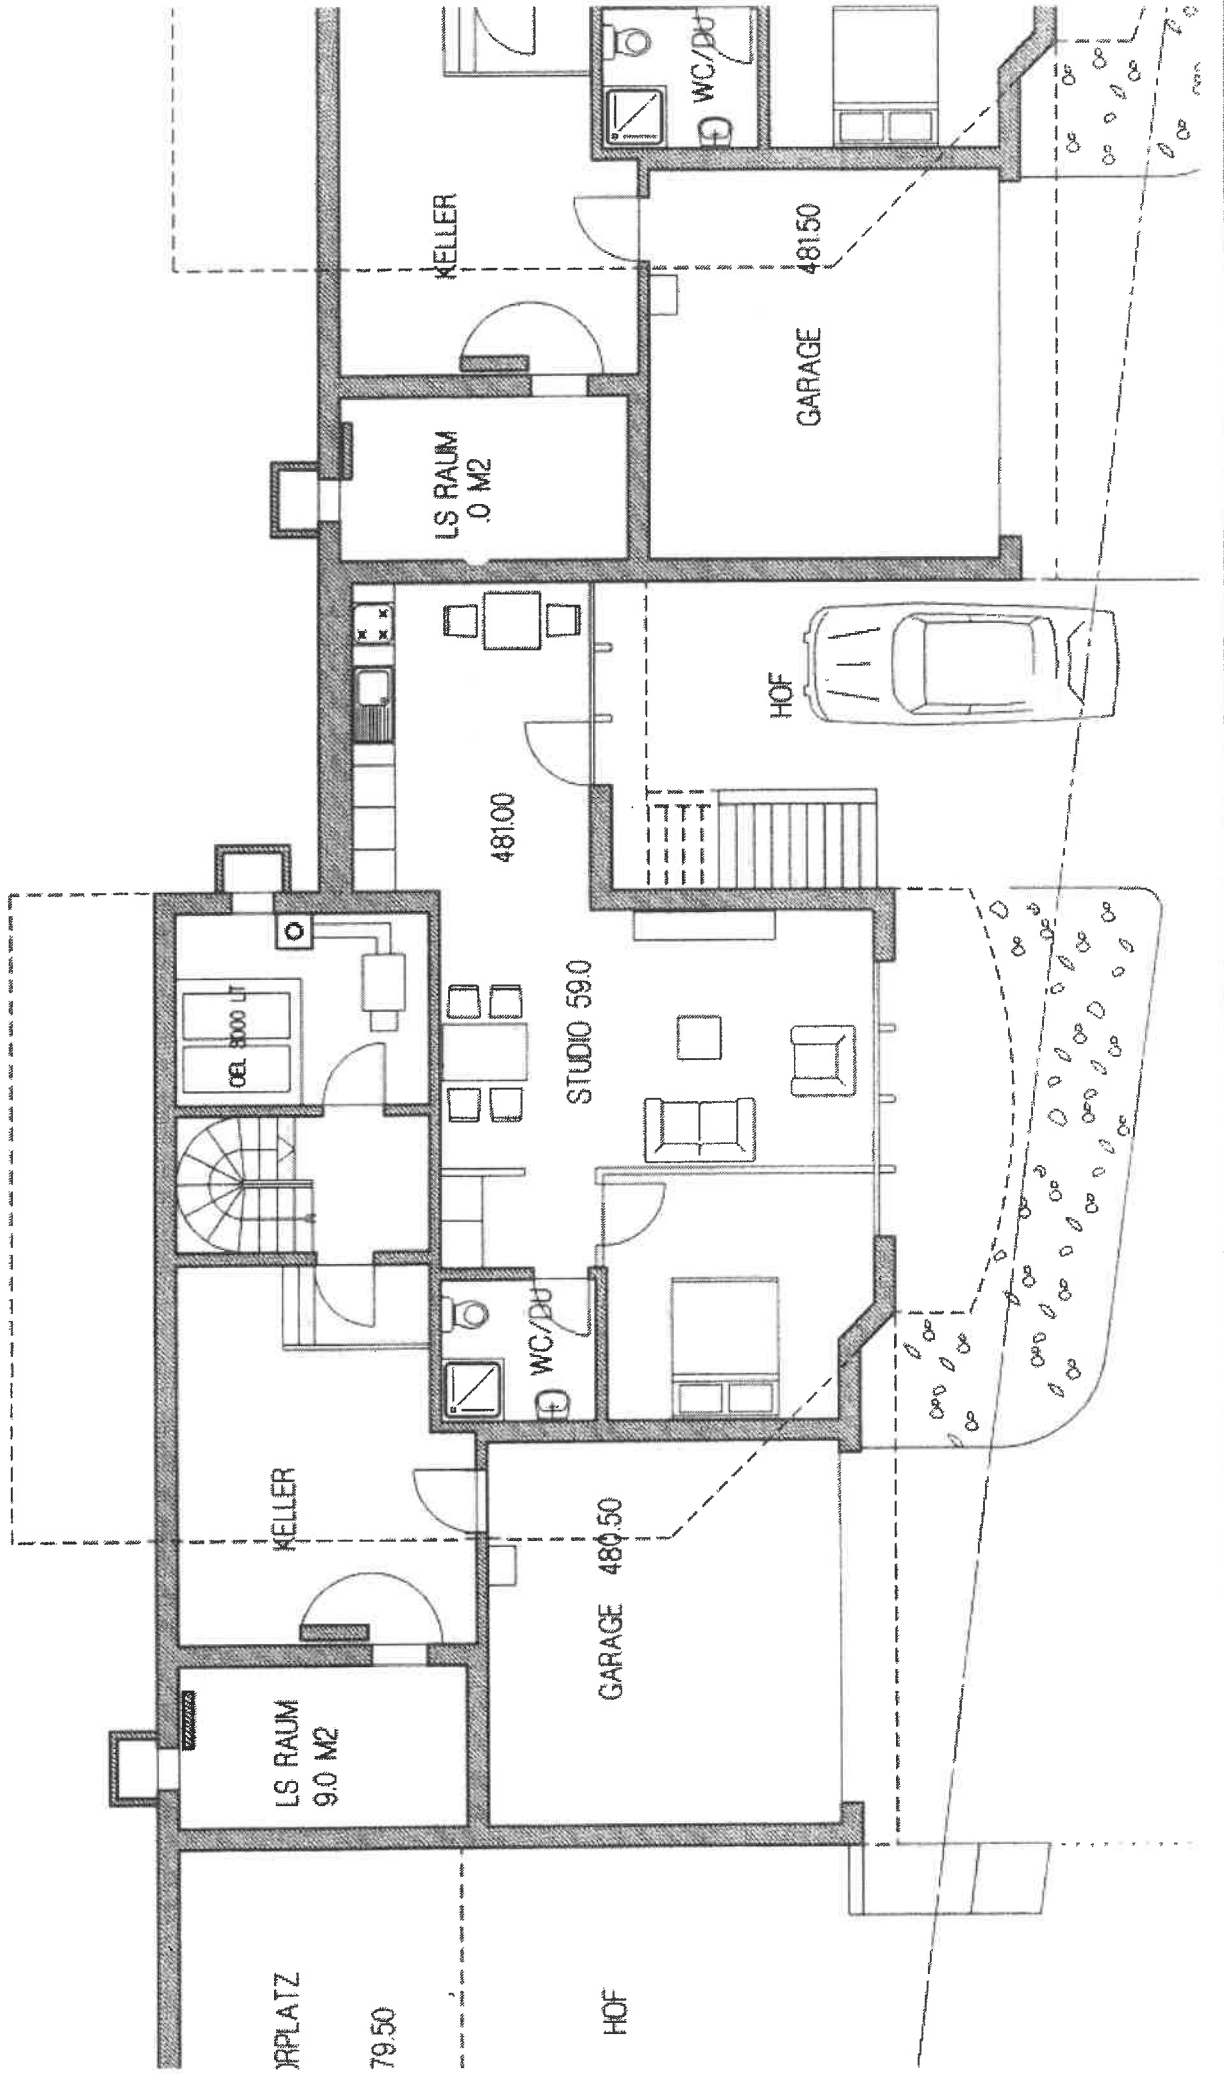 WC/DU
KELLER
GARAGE 481.50
LS RAUM
.0 M2
HOF
481.00
STUDIO 59.0
OEL 3000 LT
WC/DU
KELLER
GARAGE 480.50
LS RAUM
9.0 M2
ORPLATZ
79.50
HOF